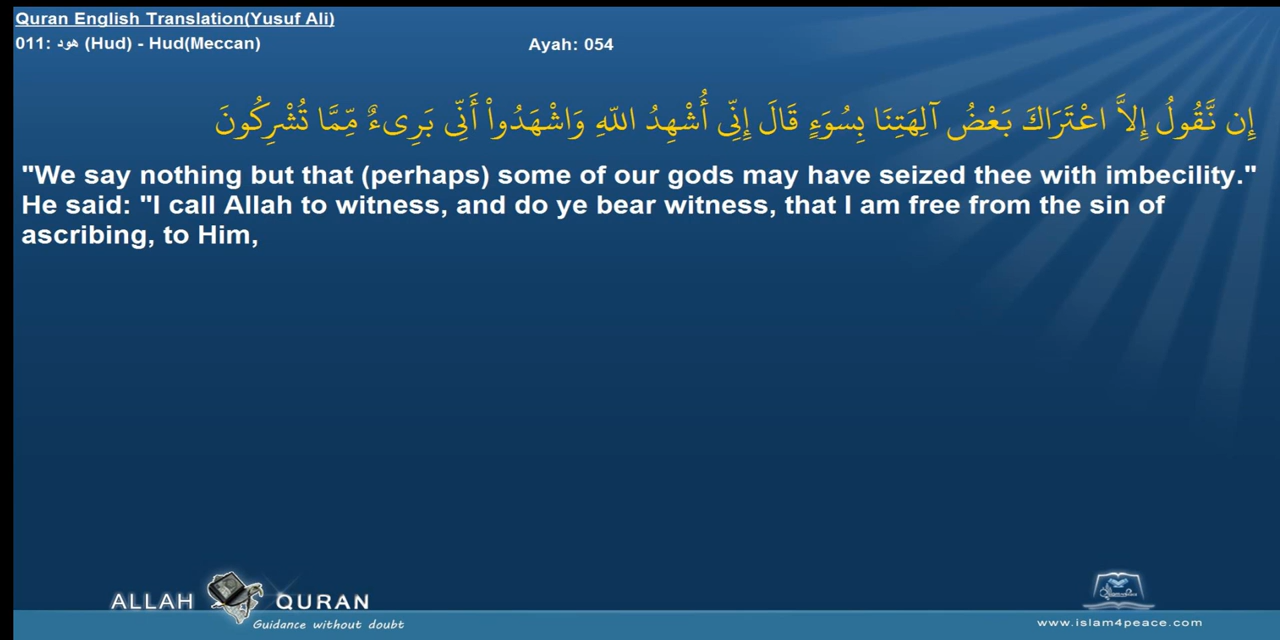 Quran English Translation(Yusuf Ali)
011: هود (Hud) - Hud(Meccan) Ayah: 054
إِن نَّقُولُ إِلاَّ اعْتَرَاكَ بَعْضُ آلِهَتِنَا بِسُوَءٍ قَالَ إِنِّي أُشْهِدُ اللّهِ وَاشْهَدُواْ أَنِّي بَرِيءٌ مِّمَّا تُشْرِكُونَ
"We say nothing but that (perhaps) some of our gods may have seized thee with imbecility."
He said: "I call Allah to witness, and do ye bear witness, that I am free from the sin of
ascribing, to Him,
ALLAH QURAN
Guidance without doubt
www.islam4peace.com